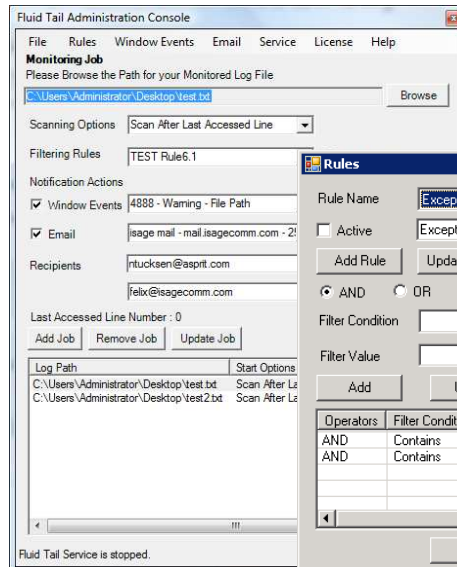 Fluid Tail Administration Console
File Rules Window Events Email Service License Help
Monitoring Job
Please Browse the Path for your Monitored Log File
C:\Users\Administrator\Desktop\test.txt Browse
Scanning Options Scan After Last Accessed Line
Filtering Rules TEST Rule6.1
Notification Actions
Window Events 4888 - Warning - File Path
Email isage mail - mail.isagecomm.com - 25
Recipients ntucksen@asprit.com
felix@isagecomm.com
Last Accessed Line Number : 0
Add Job Remove Job Update Job
Log Path Start Options
C:\Users\Administrator\Desktop\test.txt Scan After La
C:\Users\Administrator\Desktop\test2.txt Scan After La
Fluid Tail Service is stopped.
Rules
Rule Name Excep
Active Except
Add Rule Upda
AND OR
Filter Condition
Filter Value
Add U
Operators Filter Condit
AND Contains
AND Contains